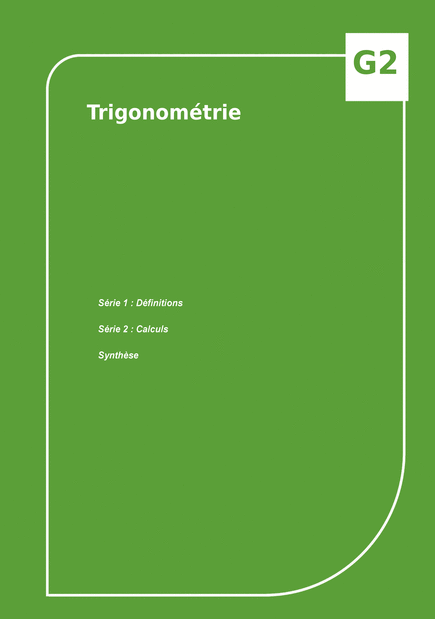 G2
Trigonométrie
Série 1 : Définitions
Série 2 : Calculs
Synthèse